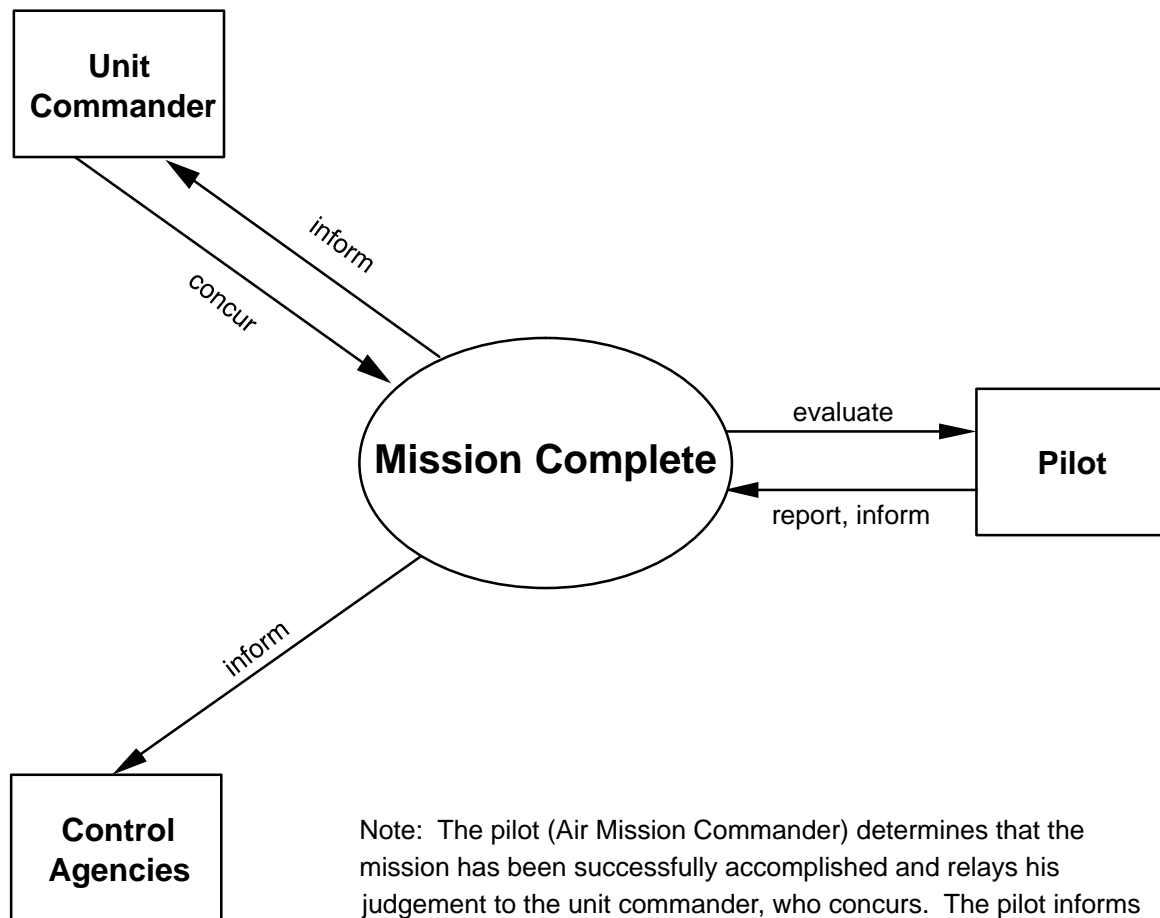 Unit
Commander
inform
concur
Mission Complete
evaluate
Pilot
report, inform
inform
Control
Agencies
Note: The pilot (Air Mission Commander) determines that the
mission has been successfully accomplished and relays his
judgement to the unit commander, who concurs. The pilot informs